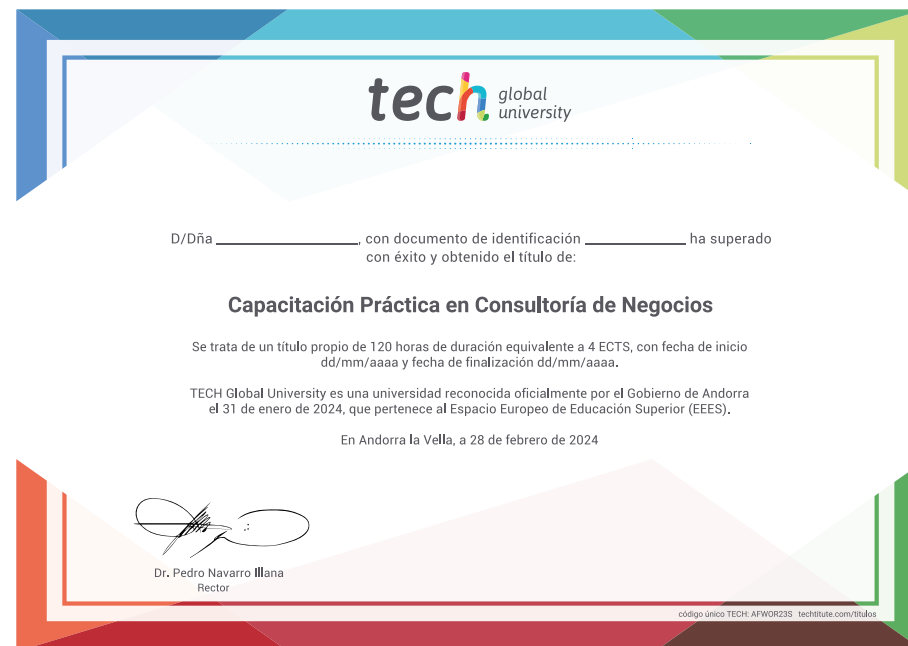 tech global
university
D/Dña ____________, con documento de identificación ____________ ha superado
con éxito y obtenido el título de:
Capacitación Práctica en Consultoría de Negocios
Se trata de un título propio de 120 horas de duración equivalente a 4 ECTS, con fecha de inicio
dd/mm/aaaa y fecha de finalización dd/mm/aaaa.
TECH Global University es una universidad reconocida oficialmente por el Gobierno de Andorra
el 31 de enero de 2024, que pertenece al Espacio Europeo de Educación Superior (EEES).
En Andorra la Vella, a 28 de febrero de 2024
Dr. Pedro Navarro Illana
Rector
código único TECH: AFWOR23S techtitute.com/titulos